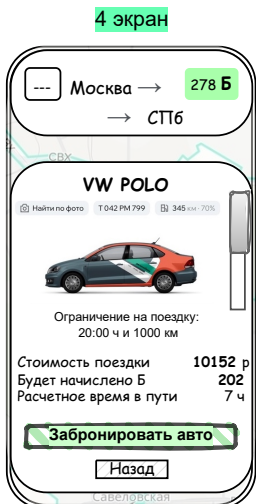 4 экран
---
Москва →
278 Б
→ СПб
СВХ
VW POLO
Найти по фото
Т 042 РМ 799
345 км · 70%
Ограничение на поездку:
20:00 ч и 1000 км
Стоимость поездки 10152 р
Будет начислено Б 202
Расчетное время в пути 7 ч
Забронировать авто
Назад
Савеловская